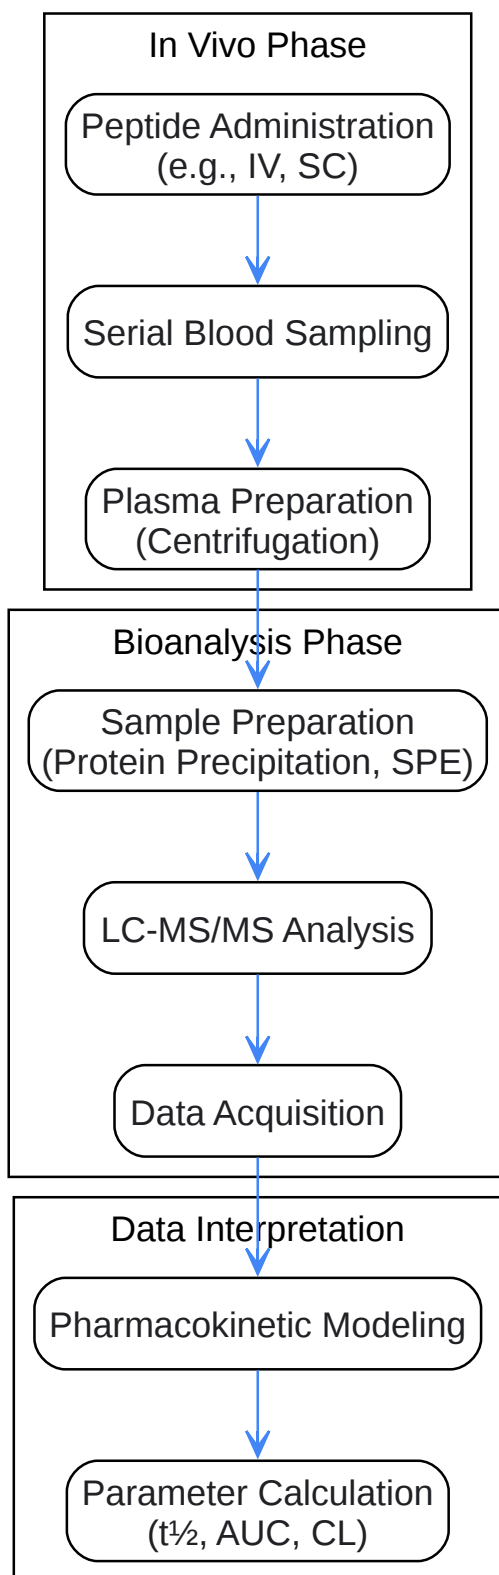 In Vivo Phase
Peptide Administration
(e.g., IV, SC)
Serial Blood Sampling
Plasma Preparation
(Centrifugation)
Bioanalysis Phase
Sample Preparation
(Protein Precipitation, SPE)
LC-MS/MS Analysis
Data Acquisition
Data Interpretation
Pharmacokinetic Modeling
Parameter Calculation
(t½, AUC, CL)